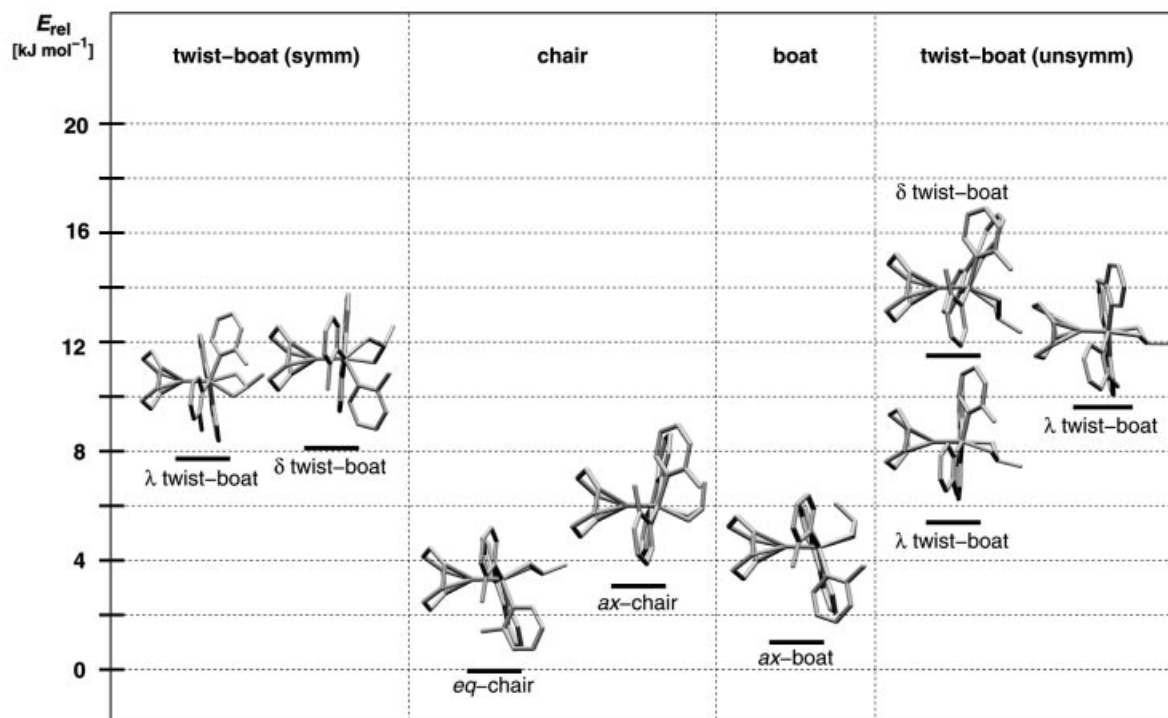 E_rel
[kJ mol⁻¹]
twist–boat (symm)
chair
boat
twist–boat (unsymm)
20
δ twist–boat
16
12
λ twist–boat
8
λ twist–boat
δ twist–boat
λ twist–boat
4
ax–chair
ax–boat
0
eq–chair